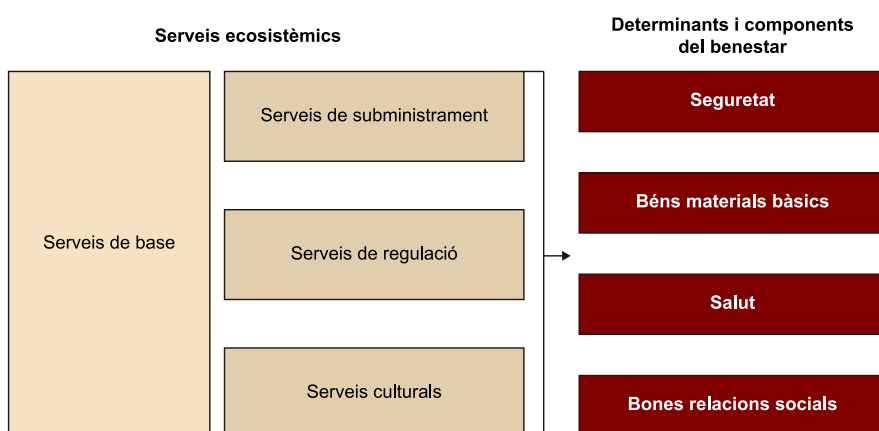 Serveis ecosistèmics
Determinants i components
del benestar
Serveis de base
Serveis de subministrament
Serveis de regulació
Serveis culturals
Seguretat
Béns materials bàsics
Salut
Bones relacions socials